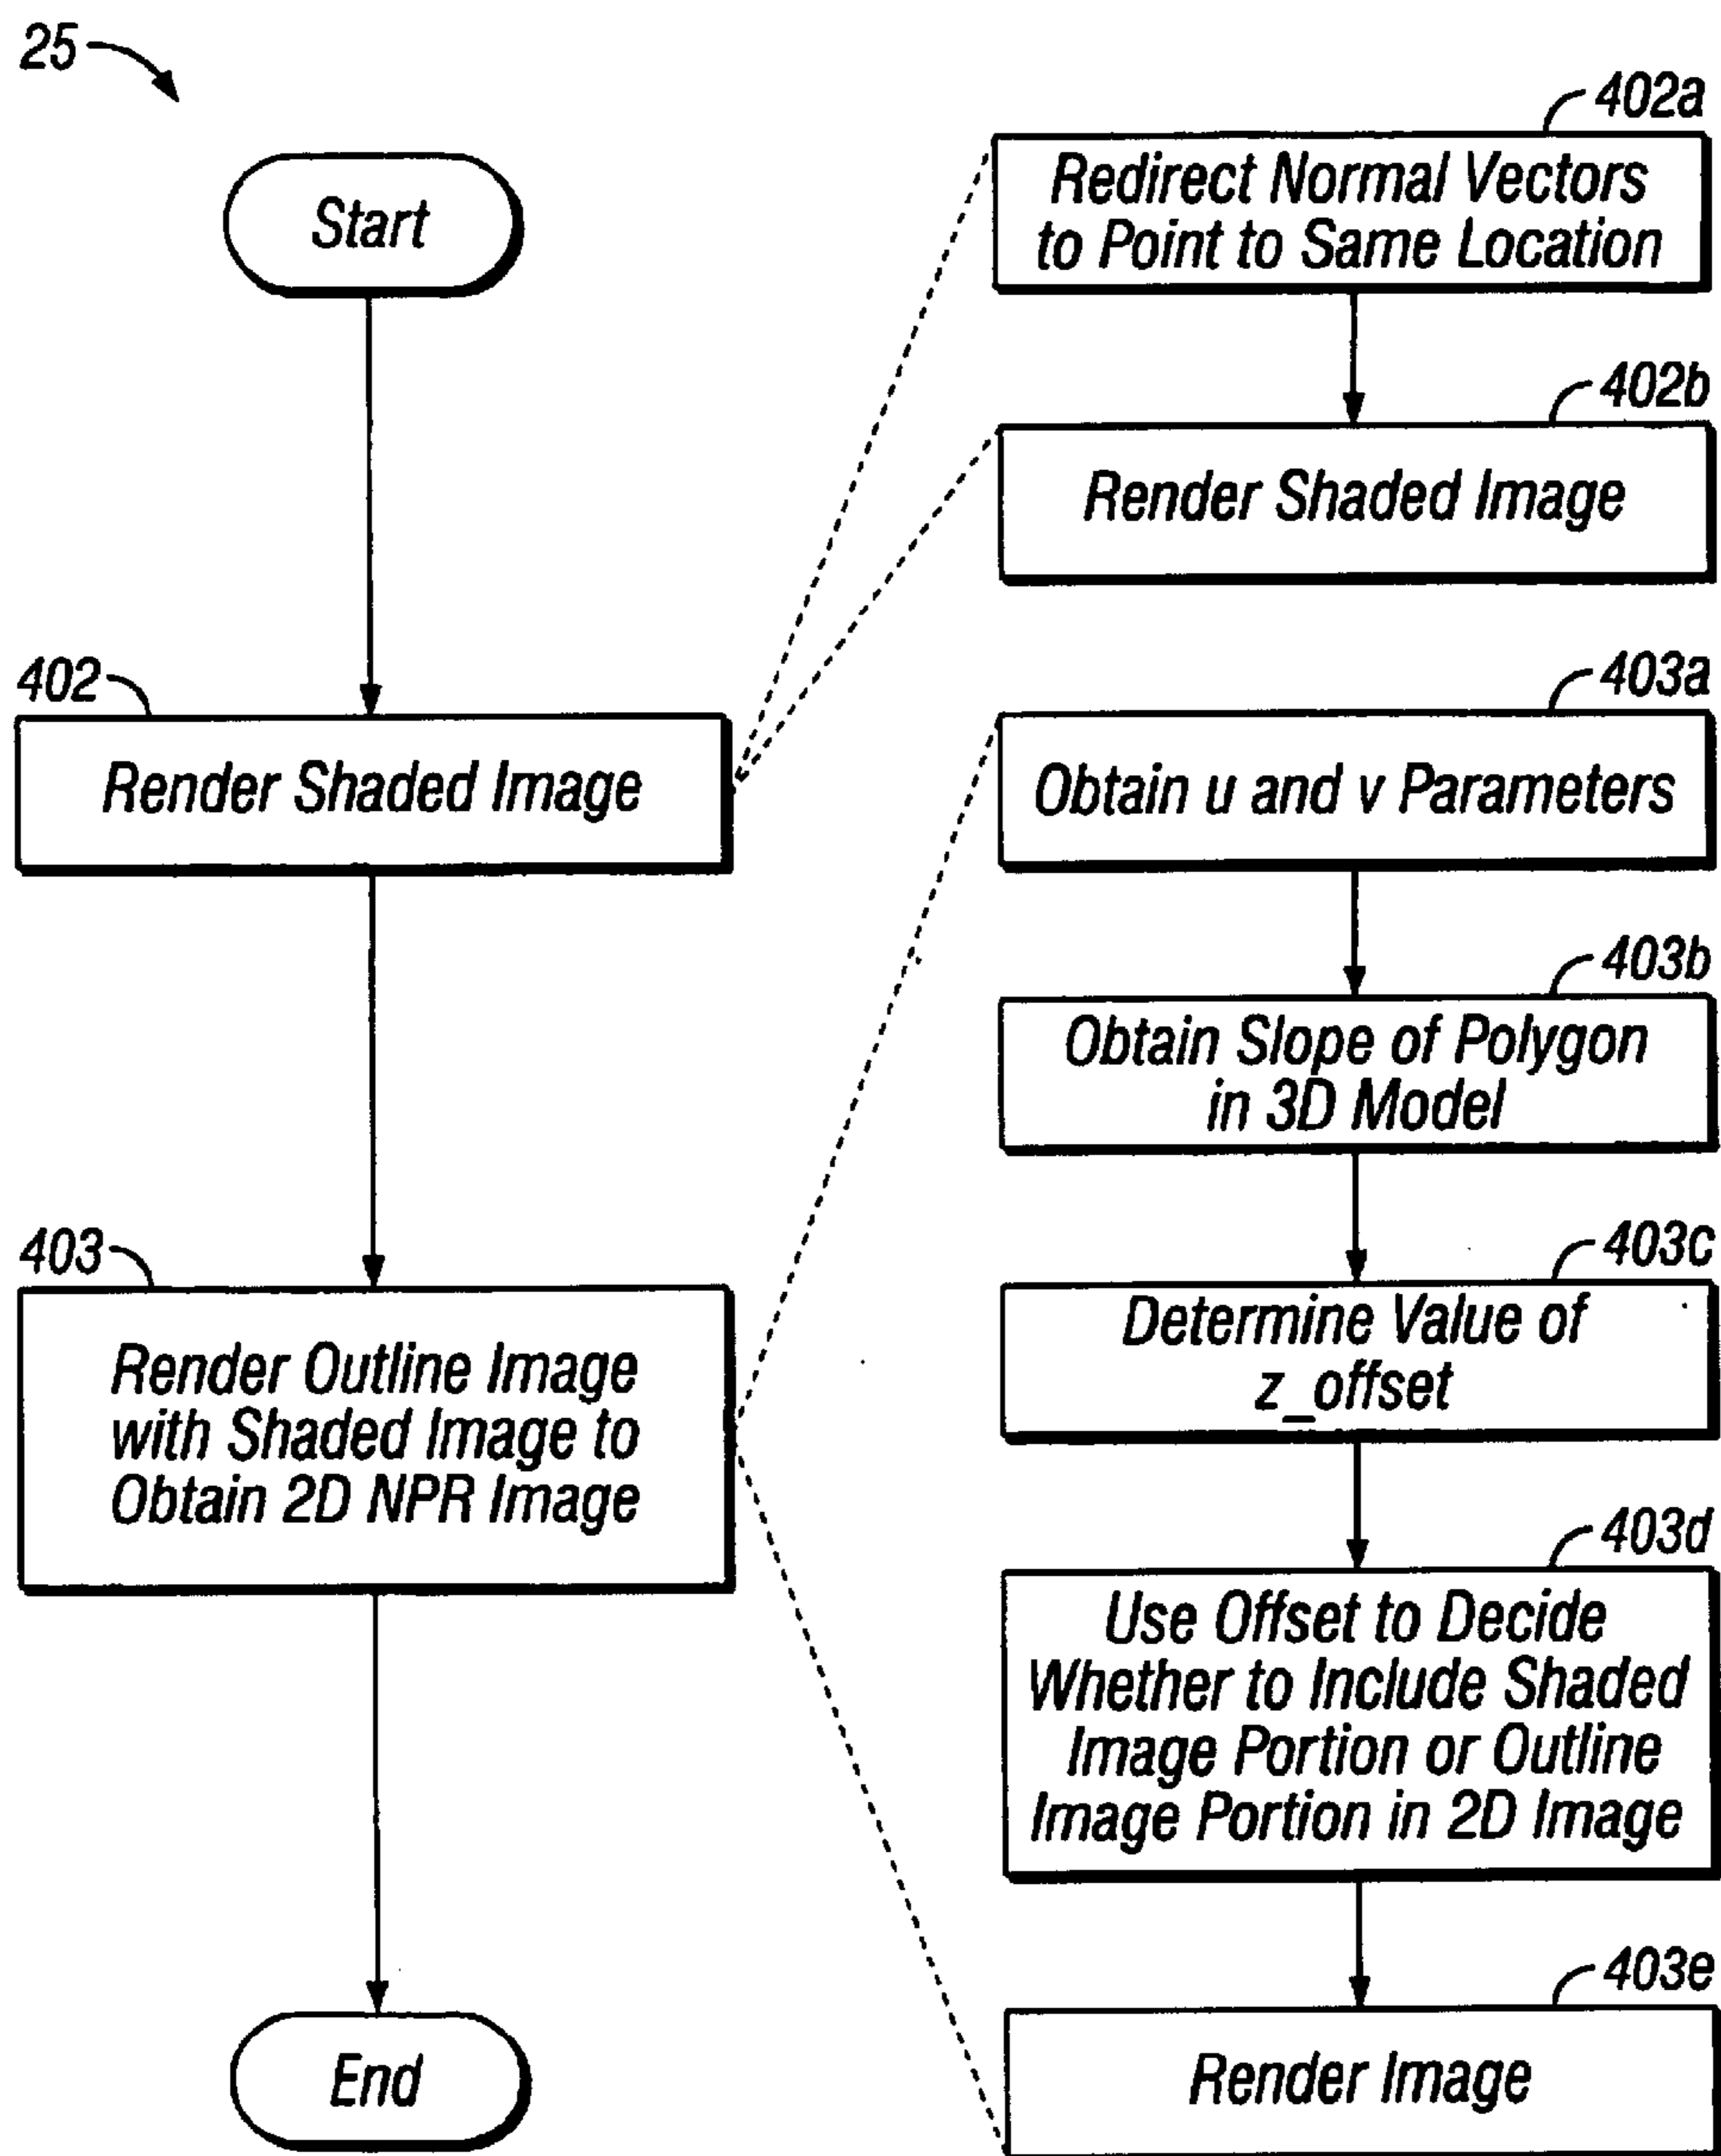 25
Start
402
Render Shaded Image
403
Render Outline Image
with Shaded Image to
Obtain 2D NPR Image
End
402a
Redirect Normal Vectors
to Point to Same Location
402b
Render Shaded Image
403a
Obtain u and v Parameters
403b
Obtain Slope of Polygon
in 3D Model
403c
Determine Value of
z_offset
403d
Use Offset to Decide
Whether to Include Shaded
Image Portion or Outline
Image Portion in 2D Image
403e
Render Image